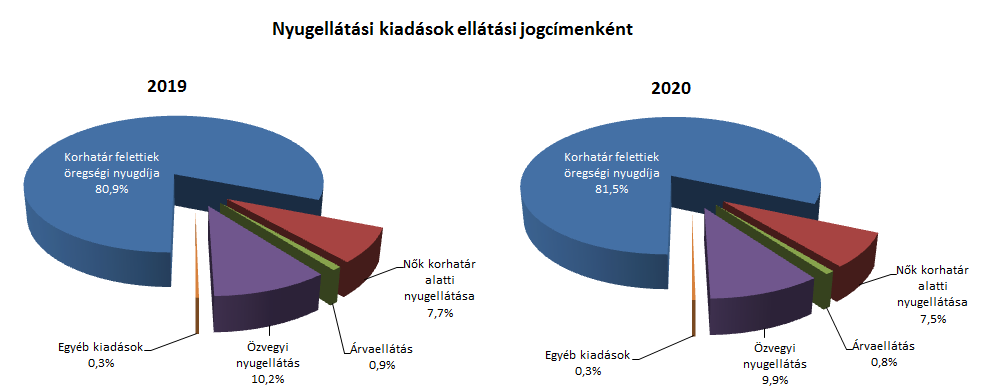 Nyugellátási kiadások ellátási jogcímenként
2019
Korhatár felettiek
öregségi nyugdíja
80,9%
Nők korhatár
alatti
nyugellátása
7,7%
Árvaellátás
0,9%
Özvegyi
nyugellátás
10,2%
Egyéb kiadások
0,3%
2020
Korhatár felettiek
öregségi nyugdíja
81,5%
Nők korhatár
alatti
nyugellátása
7,5%
Árvaellátás
0,8%
Özvegyi
nyugellátás
9,9%
Egyéb kiadások
0,3%